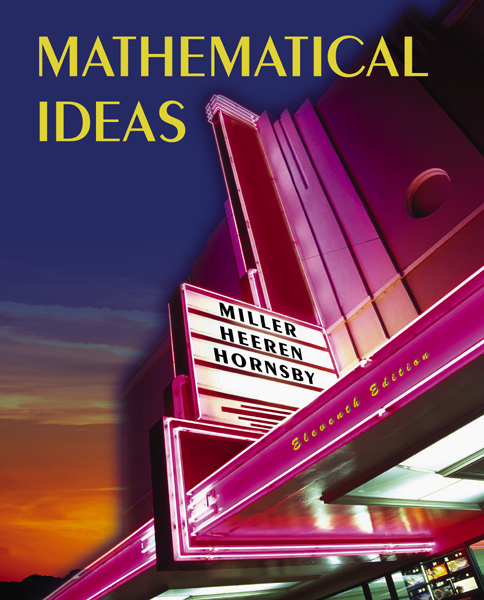 MATHEMATICAL
IDEAS
MILLER
HEEREN
HORNSBY
Eleventh Edition